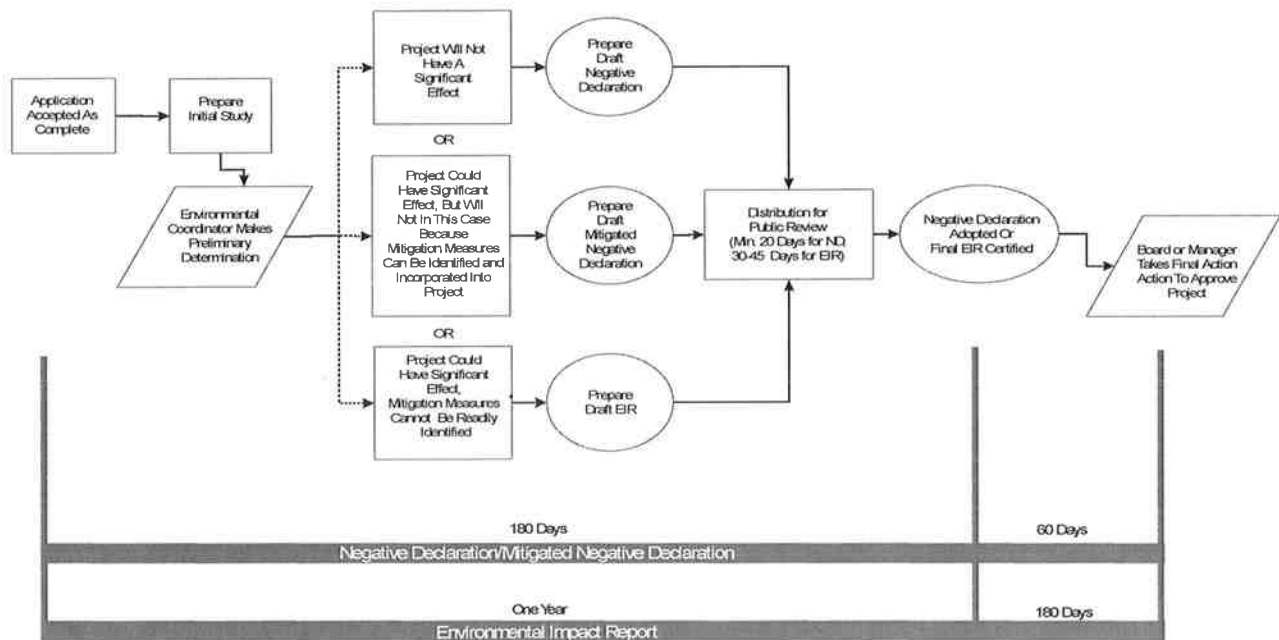 Application
Accepted As
Complete
Prepare
Initial Study
Environmental
Coordinator Makes
Preliminary
Determination
Project Will Not
Have A
Significant
Effect
OR
Project Could
Have Significant
Effect, But Will
Not In This Case
Because
Mitigation Measures
Can Be Identified and
Incorporated Into
Project
OR
Project Could
Have Significant
Effect,
Mitigation Measures
Cannot Be Readily
Identified
Prepare
Draft
Negative
Declaration
Prepare
Draft
Mitigated
Negative
Declaration
Prepare
Draft EIR
Distribution for
Public Review
(Min. 20 Days for ND,
30-45 Days for EIR)
Negative Declaration
Adopted Or
Final EIR Certified
Board or Manager
Takes Final Action
Action To Approve
Project
180 Days
60 Days
Negative Declaration/Mitigated Negative Declaration
One Year
180 Days
Environmental Impact Report